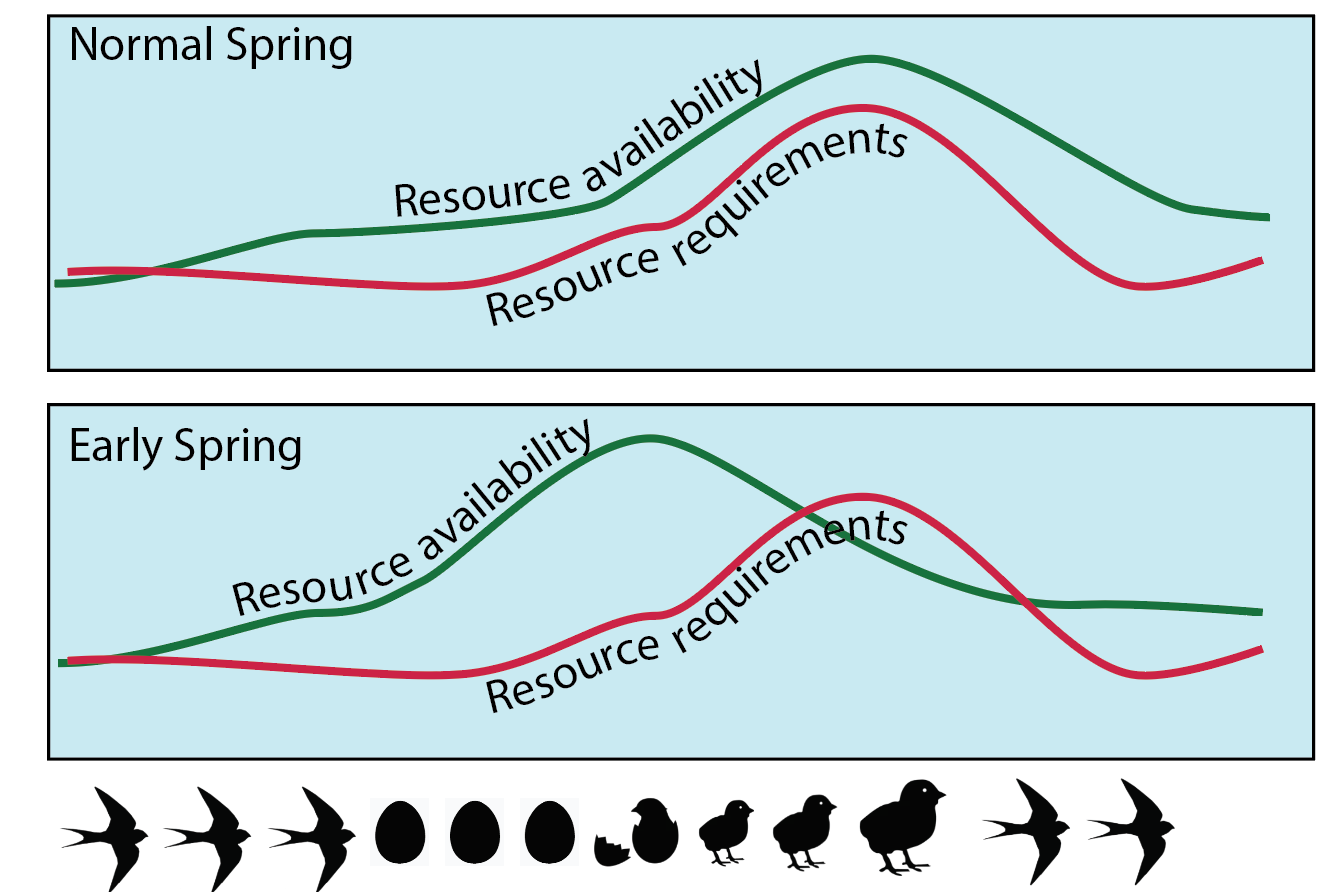 Normal Spring
Resource availability
Resource requirements
Early Spring
Resource availability
Resource requirements